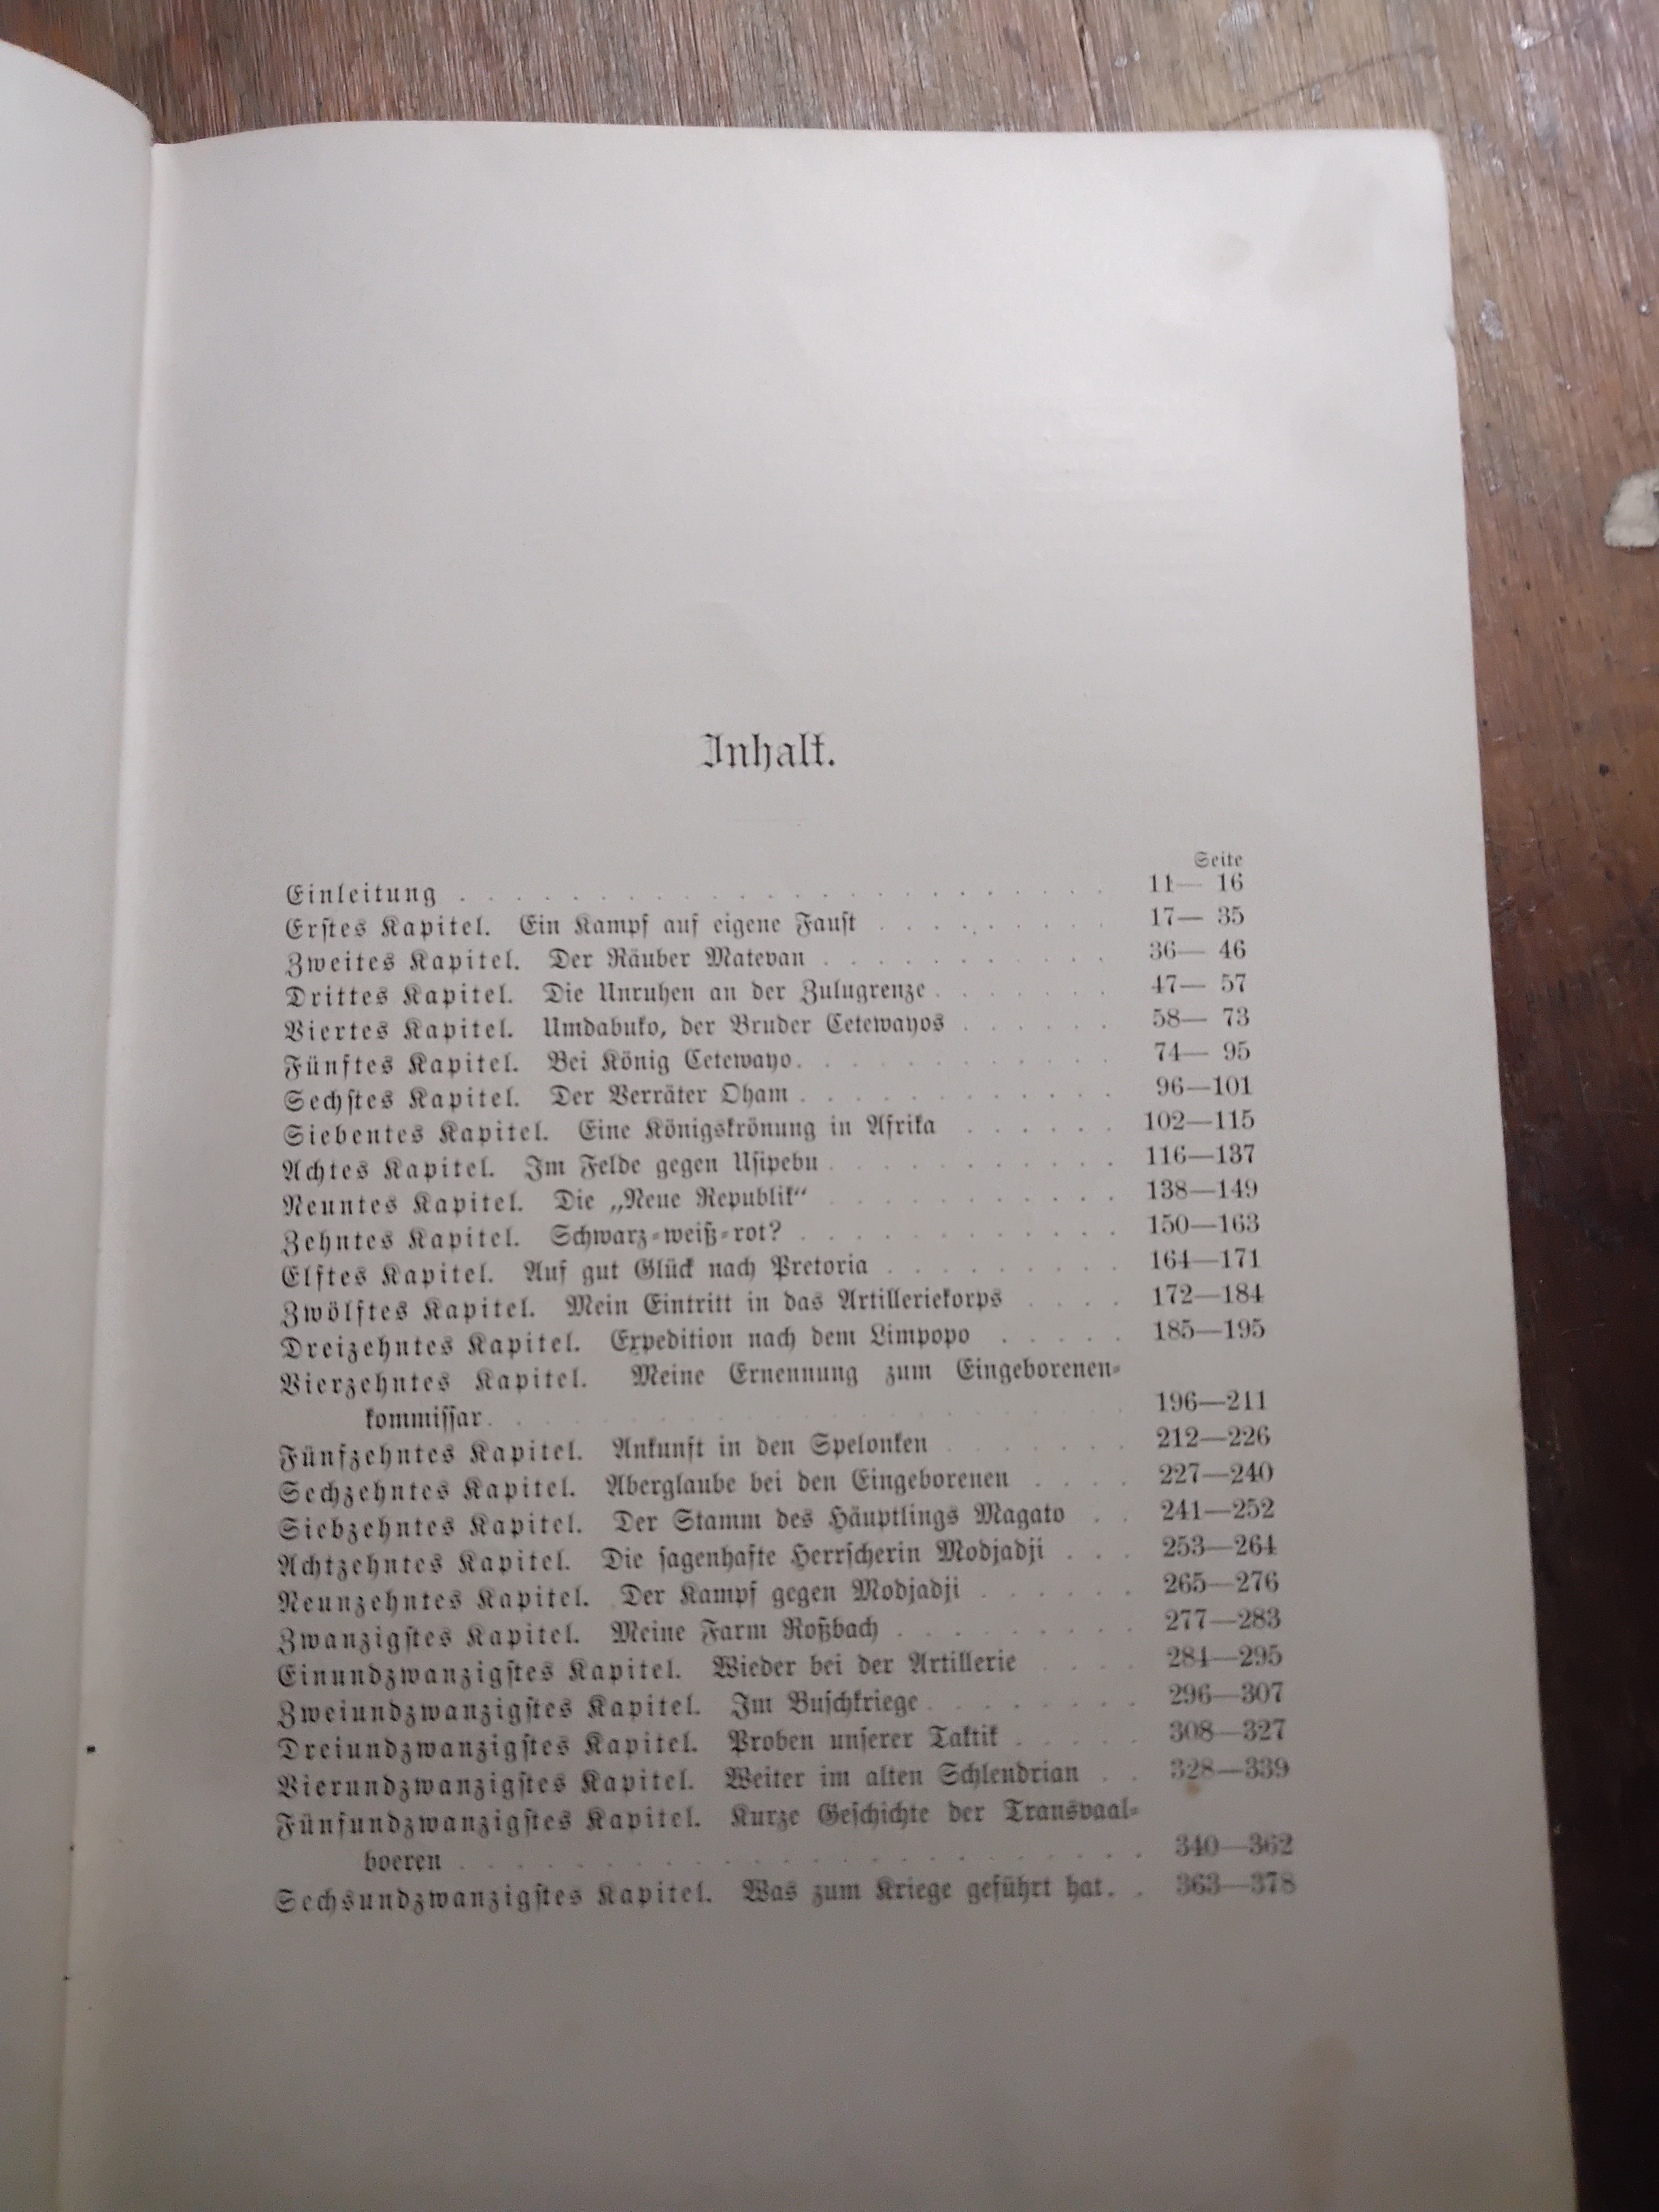 Inhalt.
Seite
Einleitung . . . . . . . . . . . . . . . . . . . . . . . 11— 16
Erſtes Kapitel. Ein Kampf auf eigene Fauſt . . . . . . . . . 17— 35
Zweites Kapitel. Der Räuber Matevan . . . . . . . . . . . 36— 46
Drittes Kapitel. Die Unruhen an der Zulugrenze . . . . . . . 47— 57
Viertes Kapitel. Umdabuko, der Bruder Cetewayos . . . . . . 58— 73
Fünftes Kapitel. Bei König Cetewayo. . . . . . . . . . . . 74— 95
Sechſtes Kapitel. Der Verräter Oham . . . . . . . . . . . . 96—101
Siebentes Kapitel. Eine Königskrönung in Afrika . . . . . . 102—115
Achtes Kapitel. Im Felde gegen Uſipebu . . . . . . . . . . . 116—137
Neuntes Kapitel. Die „Neue Republik“ . . . . . . . . . . . 138—149
Zehntes Kapitel. Schwarz-weiß-rot? . . . . . . . . . . . . 150—163
Elftes Kapitel. Auf gut Glück nach Pretoria . . . . . . . . . 164—171
Zwölftes Kapitel. Mein Eintritt in das Artilleriekorps . . . . 172—184
Dreizehntes Kapitel. Expedition nach dem Limpopo . . . . . 185—195
Vierzehntes Kapitel. Meine Ernennung zum Eingeborenen-
kommiſſar. . . . . . . . . . . . . . . . . . . . . . . 196—211
Fünfzehntes Kapitel. Ankunft in den Spelonken . . . . . . . 212—226
Sechzehntes Kapitel. Aberglaube bei den Eingeborenen . . . . 227—240
Siebzehntes Kapitel. Der Stamm des Häuptlings Magato . . 241—252
Achtzehntes Kapitel. Die ſagenhafte Herrſcherin Modjadji . . . 253—264
Neunzehntes Kapitel. Der Kampf gegen Modjadji . . . . . . 265—276
Zwanzigſtes Kapitel. Meine Farm Roßbach . . . . . . . . . 277—283
Einundzwanzigſtes Kapitel. Wieder bei der Artillerie . . . . 284—295
Zweiundzwanzigſtes Kapitel. Im Buſchkriege . . . . . . . . 296—307
Dreiundzwanzigſtes Kapitel. Proben unſerer Taktik . . . . . 308—327
Vierundzwanzigſtes Kapitel. Weiter im alten Schlendrian . . 328—339
Fünfundzwanzigſtes Kapitel. Kurze Geſchichte der Transvaal-
boeren . . . . . . . . . . . . . . . . . . . . . . . . 340—362
Sechsundzwanzigſtes Kapitel. Was zum Kriege geführt hat. . 363—378